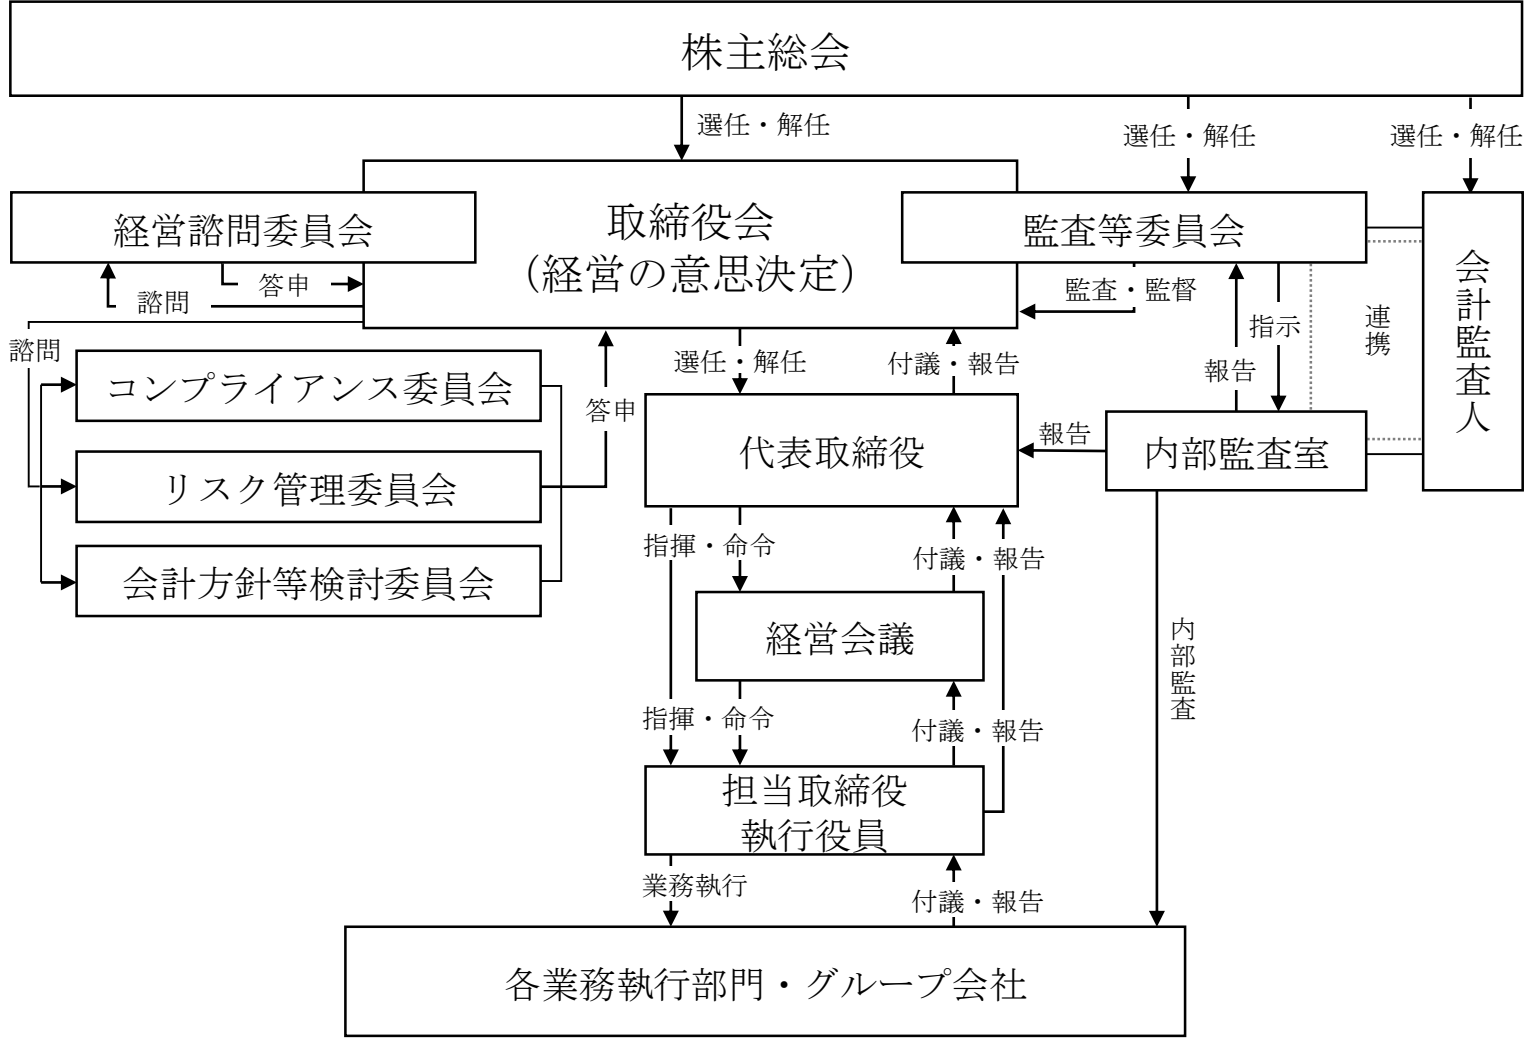 株主総会
選任・解任
選任・解任
選任・解任
経営諮問委員会
取締役会
（経営の意思決定）
監査等委員会
会計監査人
答申
諮問
監査・監督
指示
報告
連携
諮問
コンプライアンス委員会
リスク管理委員会
会計方針等検討委員会
答申
選任・解任
付議・報告
代表取締役
報告
内部監査室
指揮・命令
付議・報告
経営会議
内部監査
指揮・命令
付議・報告
担当取締役
執行役員
業務執行
付議・報告
各業務執行部門・グループ会社